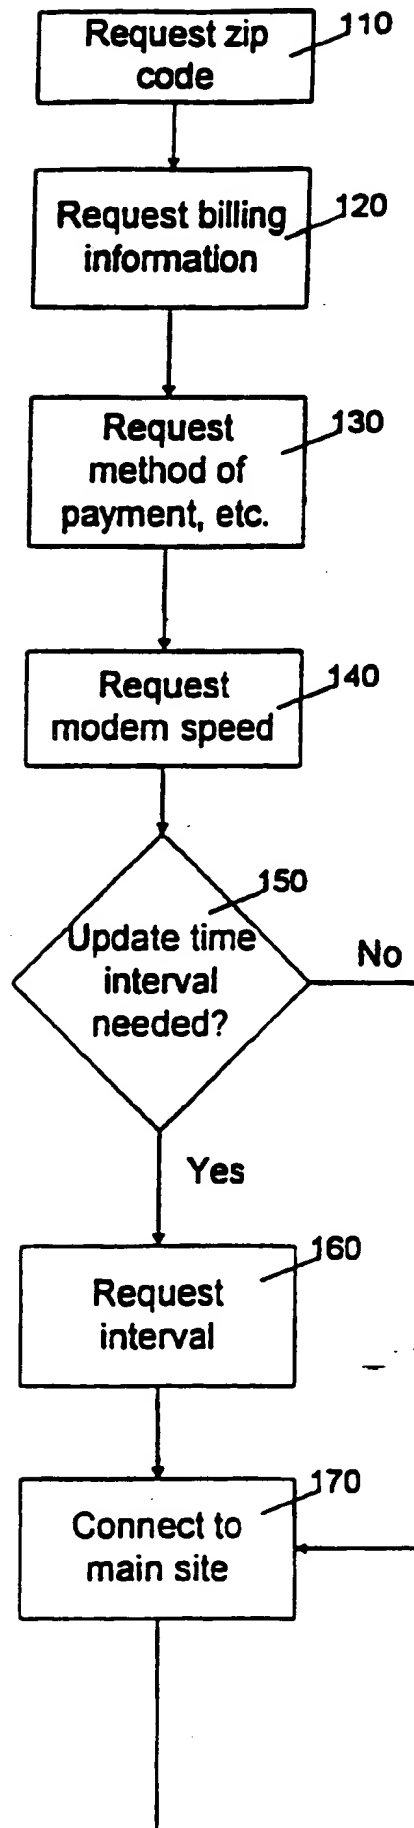 Request zip
code
110
Request billing
information
120
Request
method of
payment, etc.
130
Request
modem speed
140
150
Update time
interval
needed?
No
Yes
Request
interval
160
Connect to
main site
170